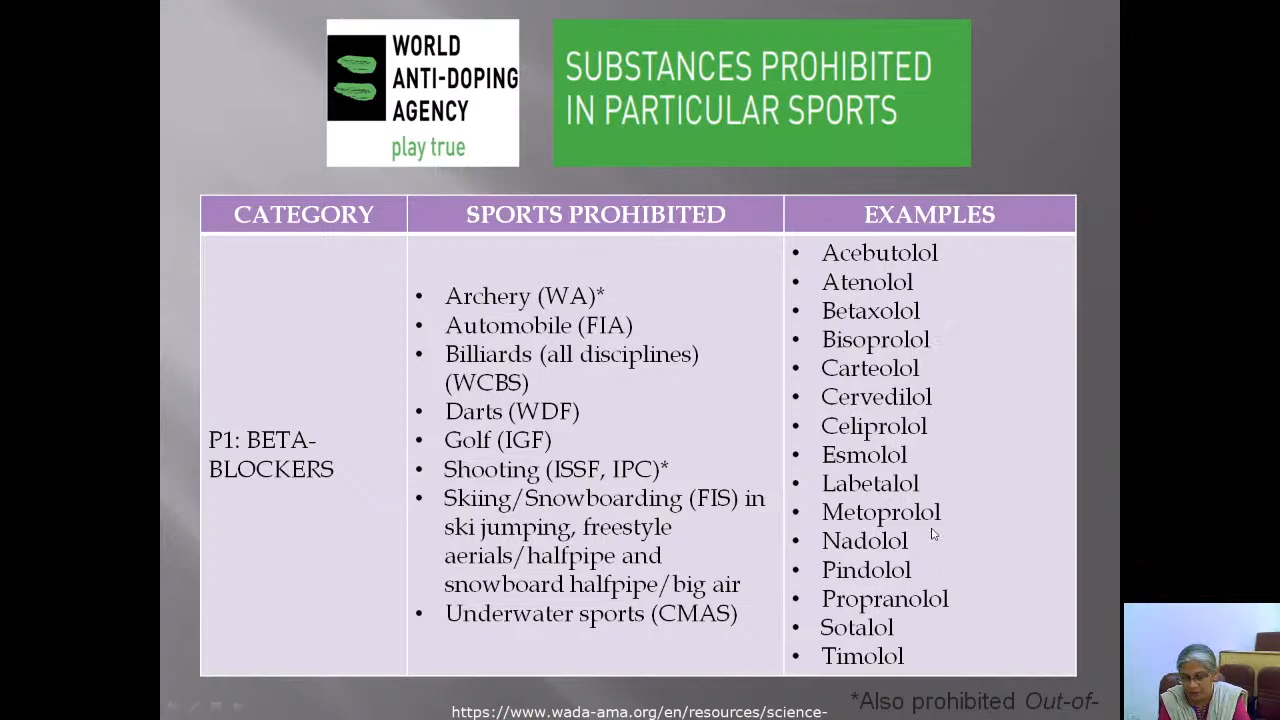 WORLD
ANTI-DOPING
AGENCY
play true
SUBSTANCES PROHIBITED
IN PARTICULAR SPORTS
CATEGORY
SPORTS PROHIBITED
EXAMPLES
P1: BETA-
BLOCKERS
• Archery (WA)*
• Automobile (FIA)
• Billiards (all disciplines)
(WCBS)
• Darts (WDF)
• Golf (IGF)
• Shooting (ISSF, IPC)*
• Skiing/Snowboarding (FIS) in
ski jumping, freestyle
aerials/halfpipe and
snowboard halfpipe/big air
• Underwater sports (CMAS)
• Acebutolol
• Atenolol
• Betaxolol
• Bisoprolol
• Carteolol
• Cervedilol
• Celiprolol
• Esmolol
• Labetalol
• Metoprolol
• Nadolol
• Pindolol
• Propranolol
• Sotalol
• Timolol
*Also prohibited Out-of-
https://www.wada-ama.org/en/resources/science-